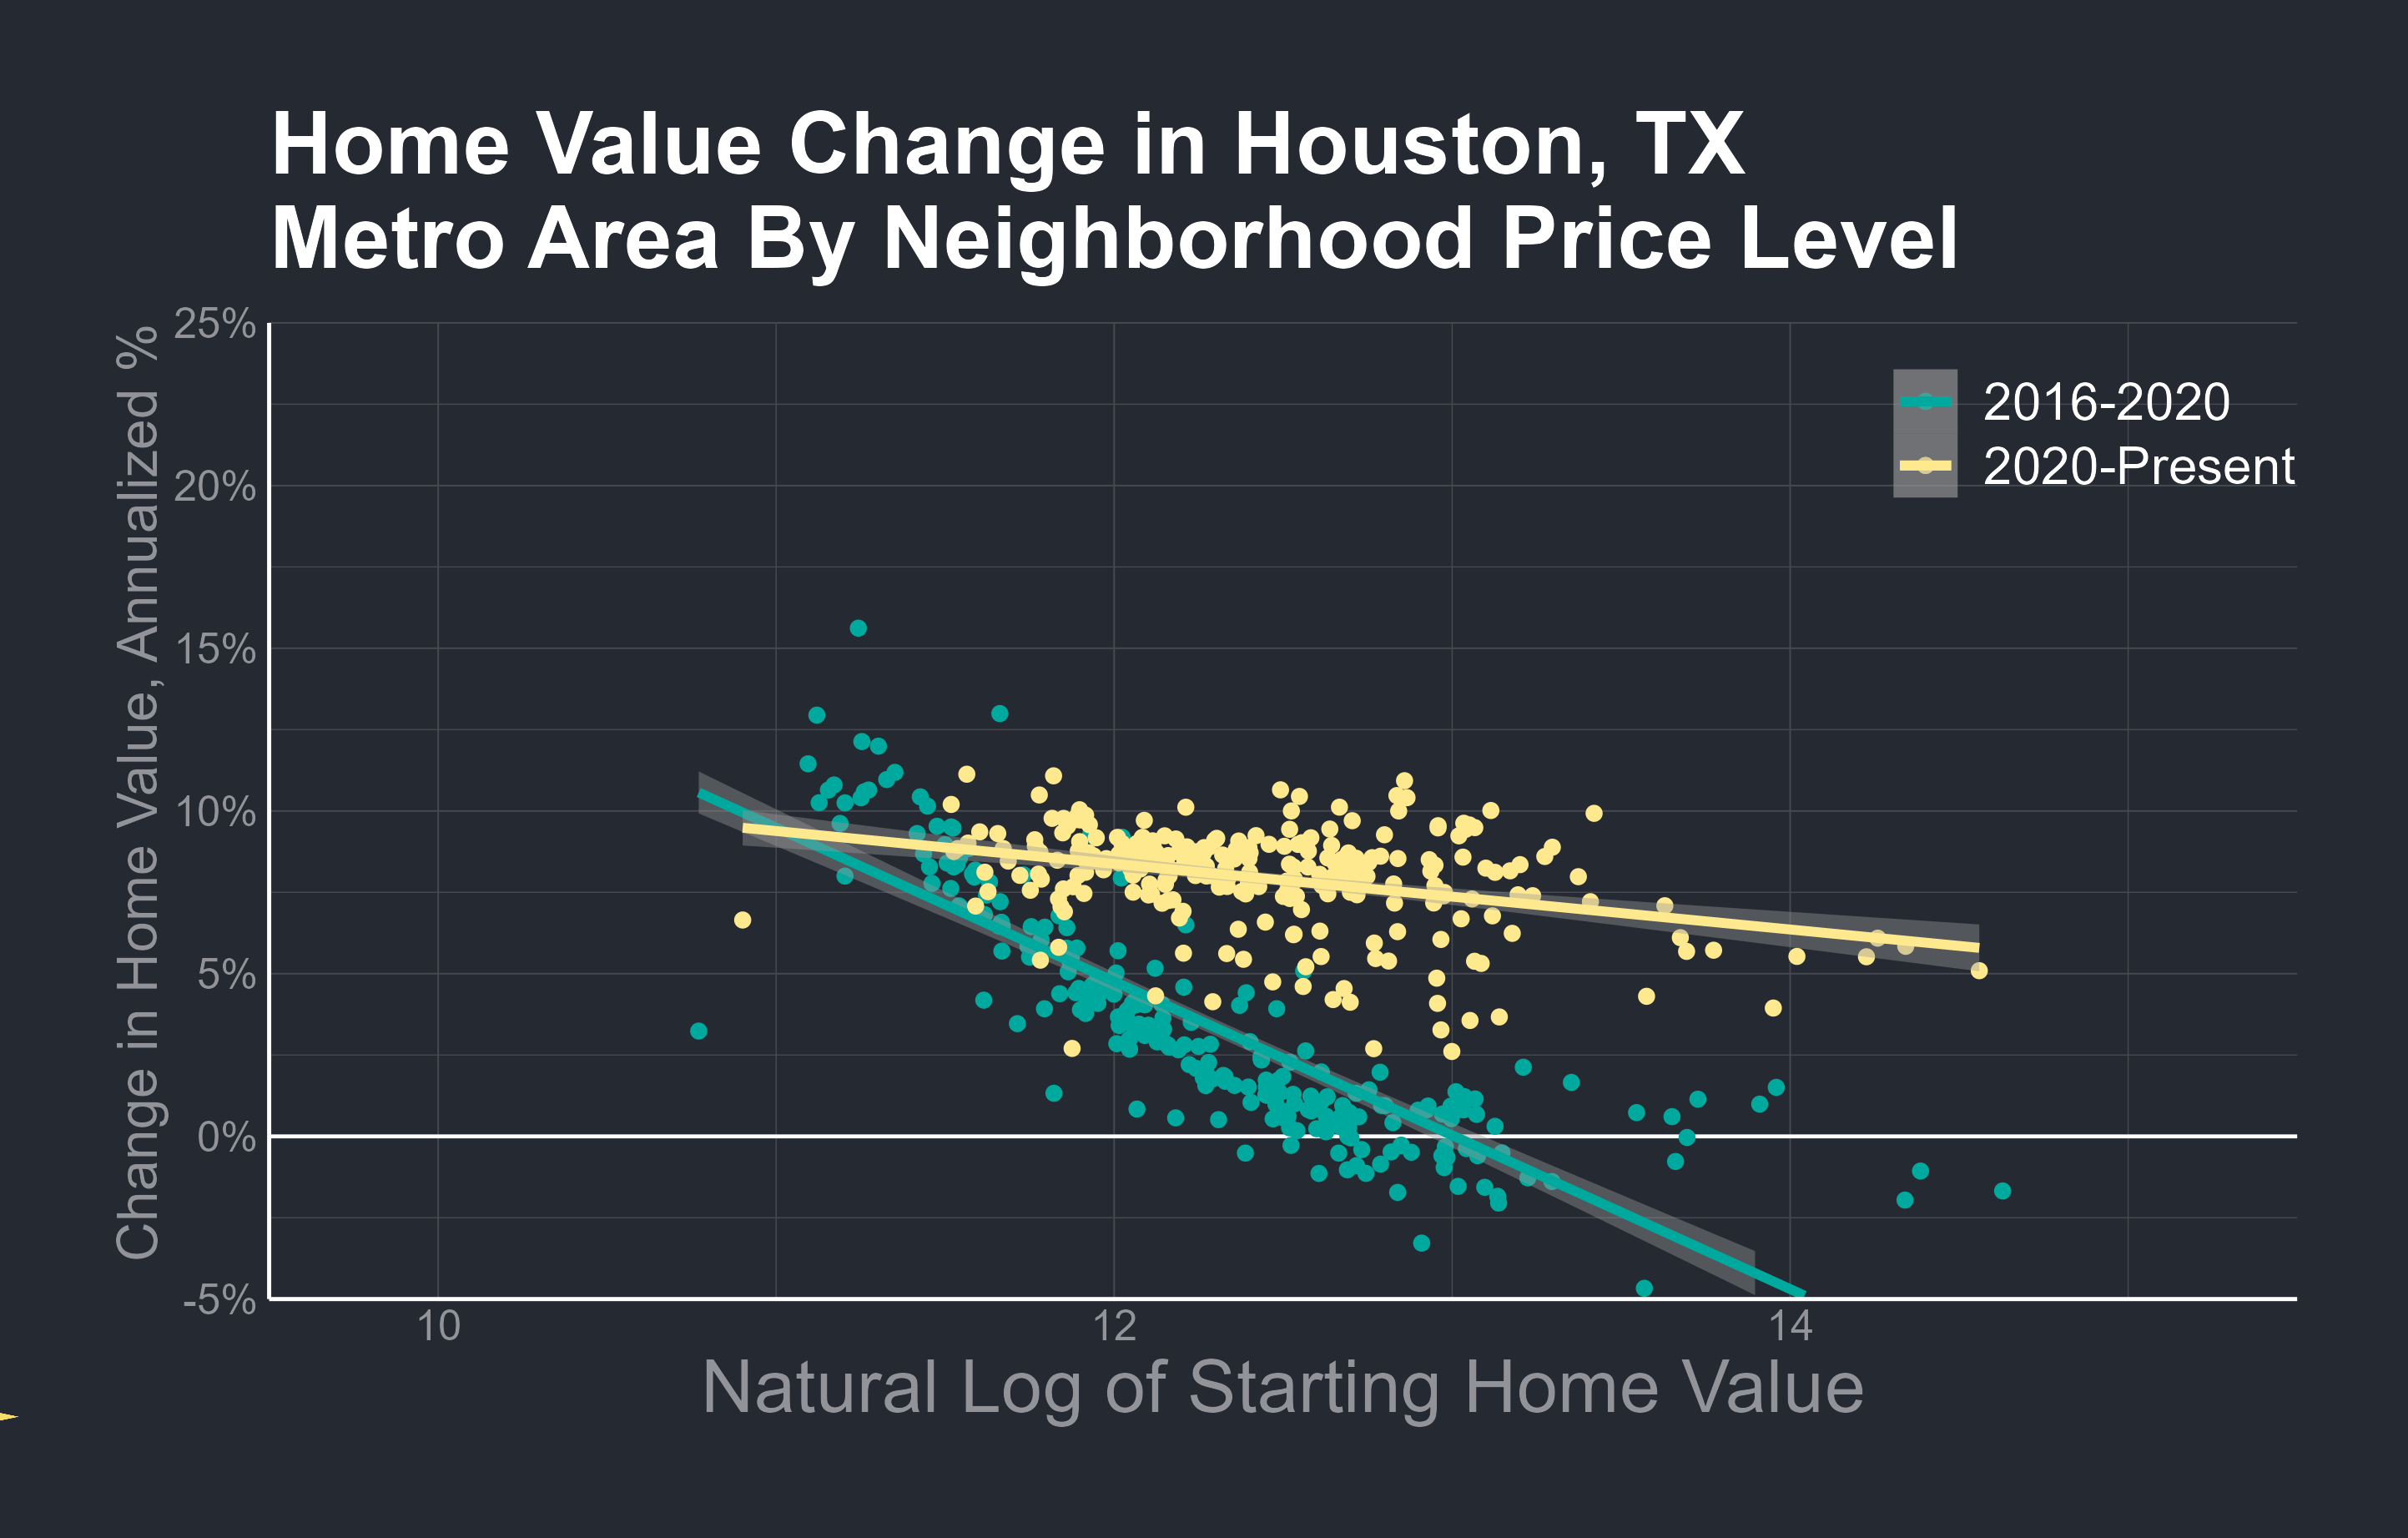 Home Value Change in Houston, TX
Metro Area By Neighborhood Price Level
Change in Home Value, Annualized %
25%
20%
15%
10%
5%
0%
-5%
2016-2020
2020-Present
10
12
14
Natural Log of Starting Home Value